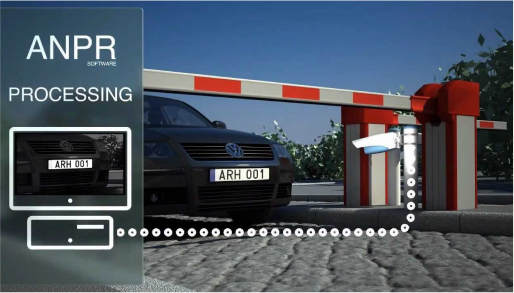 ANPR
SOFTWARE
PROCESSING
ARH 001
ARH 001